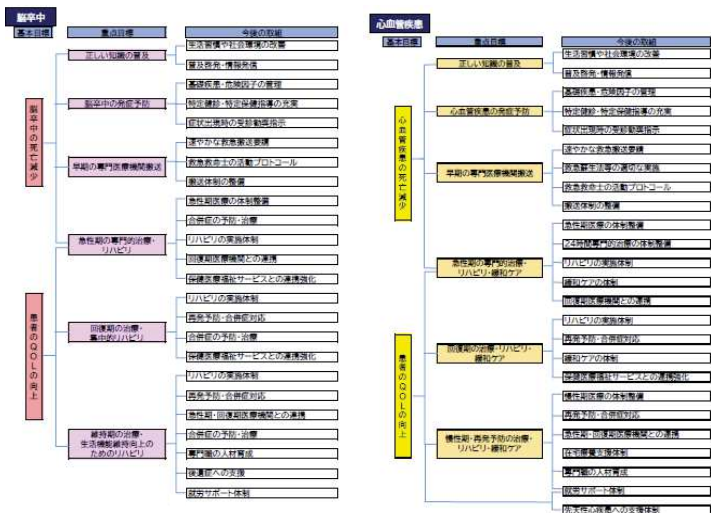 脳卒中
基本目標
重点目標
今後の取組
脳卒中の死亡減少
正しい知識の普及
生活習慣や社会環境の改善
普及啓発・情報発信
脳卒中の発症予防
基礎疾患・危険因子の管理
特定健診・特定保健指導の充実
症状出現時の受診勧奨指示
早期の専門医療機関搬送
速やかな救急搬送要請
救急救命士の活動プロトコール
搬送体制の整備
急性期の専門的治療・
リハビリ
急性期医療の体制整備
合併症の予防・治療
リハビリの実施体制
回復期医療機関との連携
保健医療福祉サービスとの連携強化
患者のQOLの向上
回復期の治療・
集中的リハビリ
リハビリの実施体制
再発予防・合併症対応
合併症の予防・治療
保健医療福祉サービスとの連携強化
維持期の治療・
生活機能維持向上の
ためのリハビリ
リハビリの実施体制
再発予防・合併症対応
急性期・回復期医療機関との連携
合併症の予防・治療
専門職の人材育成
後遺症への支援
就労サポート体制
心血管疾患
基本目標
重点目標
今後の取組
心血管疾患の死亡減少
正しい知識の普及
生活習慣や社会環境の改善
普及啓発・情報発信
心血管疾患の発症予防
基礎疾患・危険因子の管理
特定健診・特定保健指導の充実
症状出現時の受診勧奨指示
早期の専門医療機関搬送
速やかな救急搬送要請
救急蘇生法等の適切な実施
救急救命士の活動プロトコール
搬送体制の整備
急性期の専門的治療・
リハビリ・緩和ケア
急性期医療の体制整備
24時間専門的治療の体制整備
リハビリの実施体制
緩和ケアの体制
回復期医療機関との連携
患者のQOLの向上
回復期の治療・リハビリ・
緩和ケア
リハビリの実施体制
再発予防・合併症対応
緩和ケアの体制
保健医療福祉サービスとの連携強化
慢性期・再発予防の治療・
リハビリ・緩和ケア
慢性期医療の体制整備
再発予防・合併症対応
急性期・回復期医療機関との連携
在宅療養支援体制
専門職の人材育成
就労サポート体制
先天性心疾患への支援体制